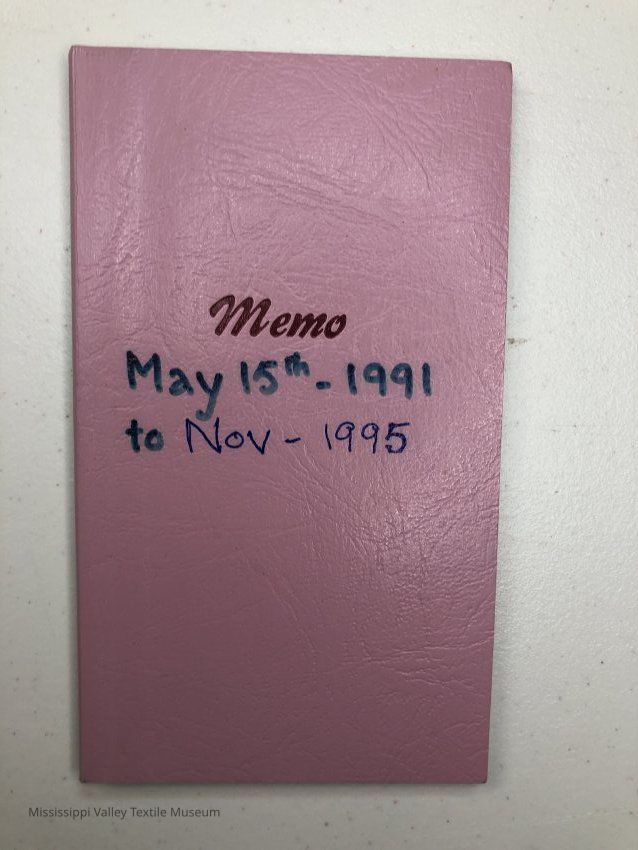 Memo
May 15th - 1991
to Nov - 1995
Mississippi Valley Textile Museum